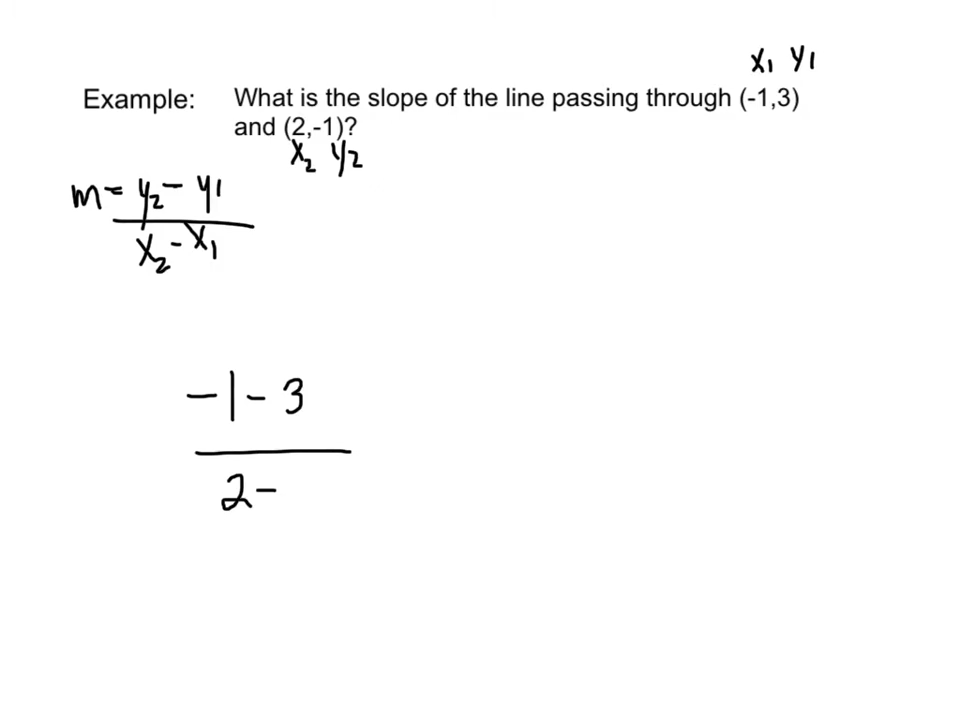 x1 y1
Example: What is the slope of the line passing through (-1,3)
and (2,-1)?
x2 y2
m = y2 - y1
x2 - x1
-1 - 3
2 -